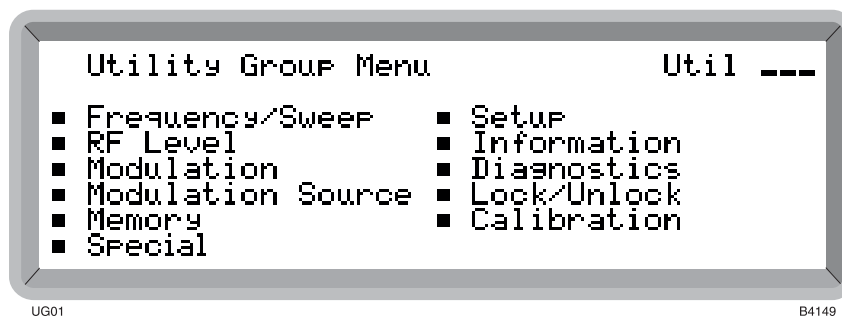 Utility Group Menu Util ___
■ Frequency/Sweep ■ Setup
■ RF Level ■ Information
■ Modulation ■ Diagnostics
■ Modulation Source ■ Lock/Unlock
■ Memory ■ Calibration
■ Special
UG01 B4149